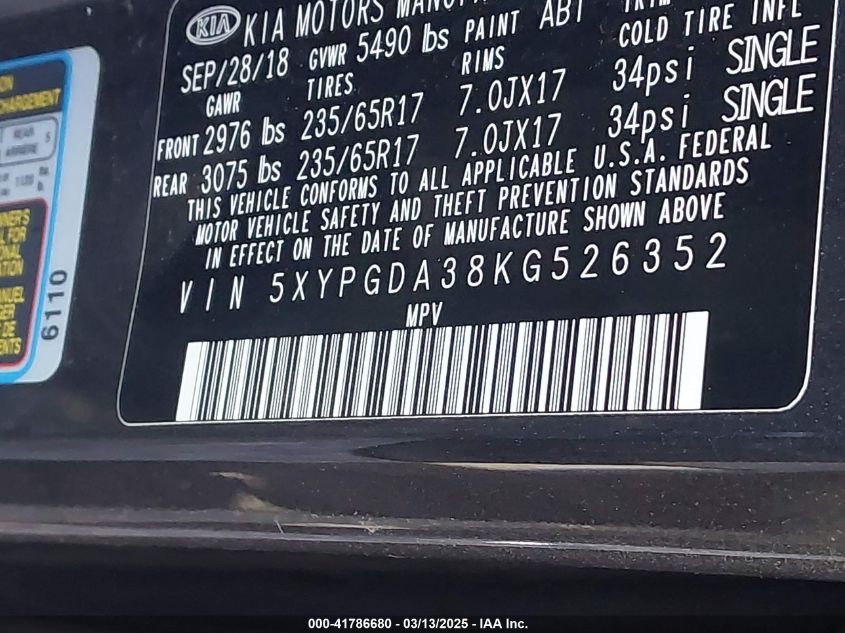 KIA KIA MOTORS
SEP/28/18 GVWR 5490 lbs PAINT AB1
GAWR TIRES RIMS COLD TIRE INFL
FRONT 2976 lbs 235/65R17 7.0JX17 34psi SINGLE
REAR 3075 lbs 235/65R17 7.0JX17 34psi SINGLE
THIS VEHICLE CONFORMS TO ALL APPLICABLE U.S.A. FEDERAL
MOTOR VEHICLE SAFETY AND THEFT PREVENTION STANDARDS
IN EFFECT ON THE DATE OF MANUFACTURE SHOWN ABOVE
VIN 5XYPGDA38KG526352
MPV
REAR
6110
000-41786680 - 03/13/2025 - IAA Inc.